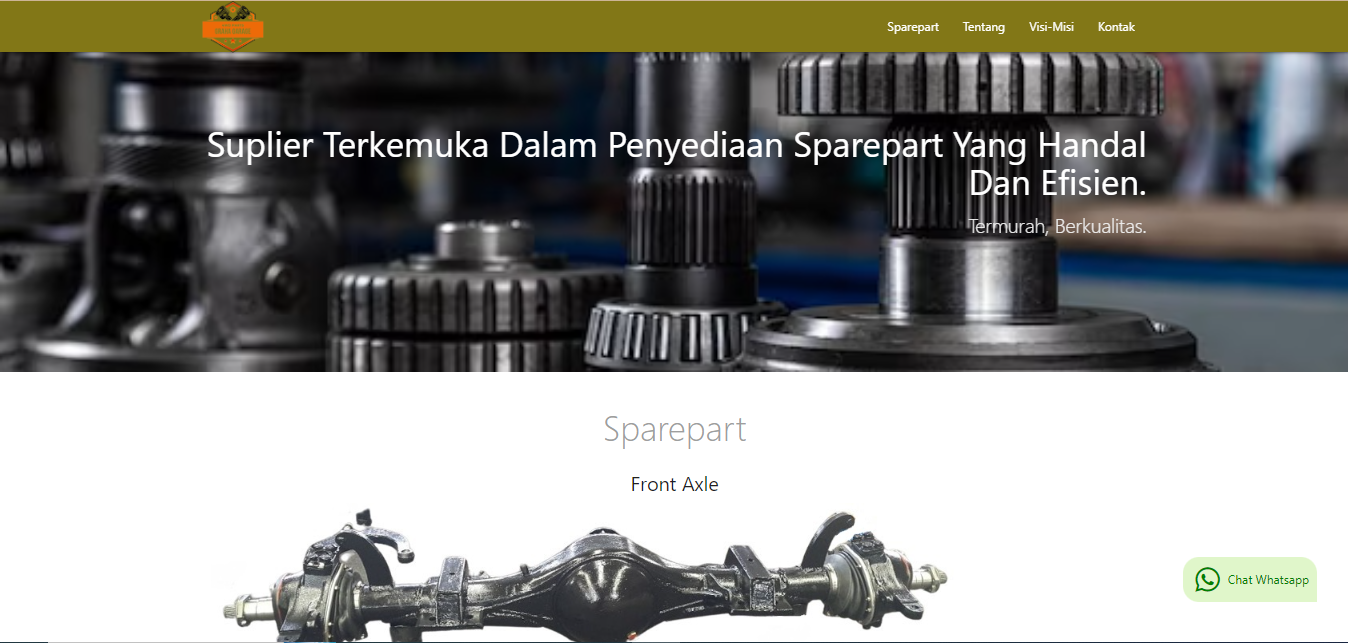 Sparepart Tentang Visi-Misi Kontak
Suplier Terkemuka Dalam Penyediaan Sparepart Yang Handal
Dan Efisien.
Termurah, Berkualitas.
Sparepart
Front Axle
Chat Whatsapp